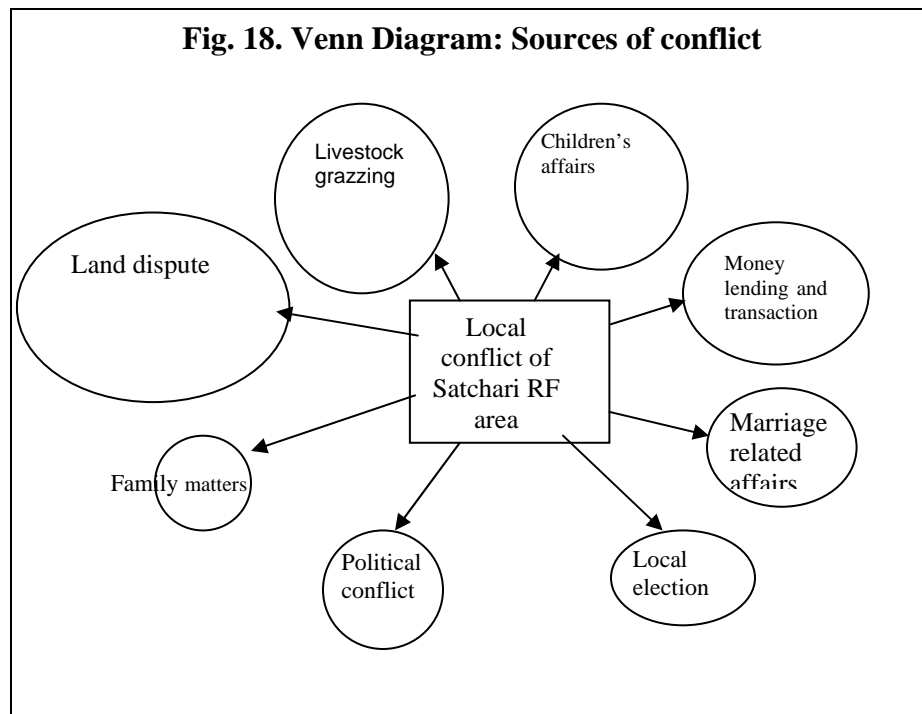 Fig. 18. Venn Diagram: Sources of conflict
Livestock
grazzing
Children's
affairs
Land dispute
Money
lending and
transaction
Local
conflict of
Satchari RF
area
Marriage
related
affairs
Family matters
Political
conflict
Local
election